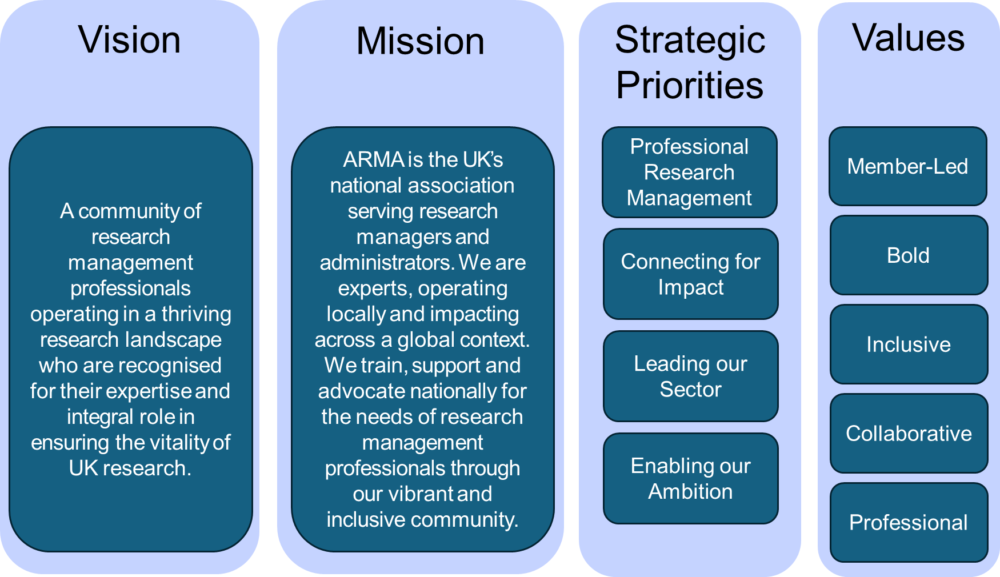 Vision
A community of
research
management
professionals
operating in a thriving
research landscape
who are recognised
for their expertise and
integral role in
ensuring the vitality of
UK research.
Mission
ARMA is the UK’s
national association
serving research
managers and
administrators. We are
experts, operating
locally and impacting
across a global context.
We train, support and
advocate nationally for
the needs of research
management
professionals through
our vibrant and
inclusive community.
Strategic
Priorities
Professional
Research
Management
Connecting for
Impact
Leading our
Sector
Enabling our
Ambition
Values
Member-Led
Bold
Inclusive
Collaborative
Professional